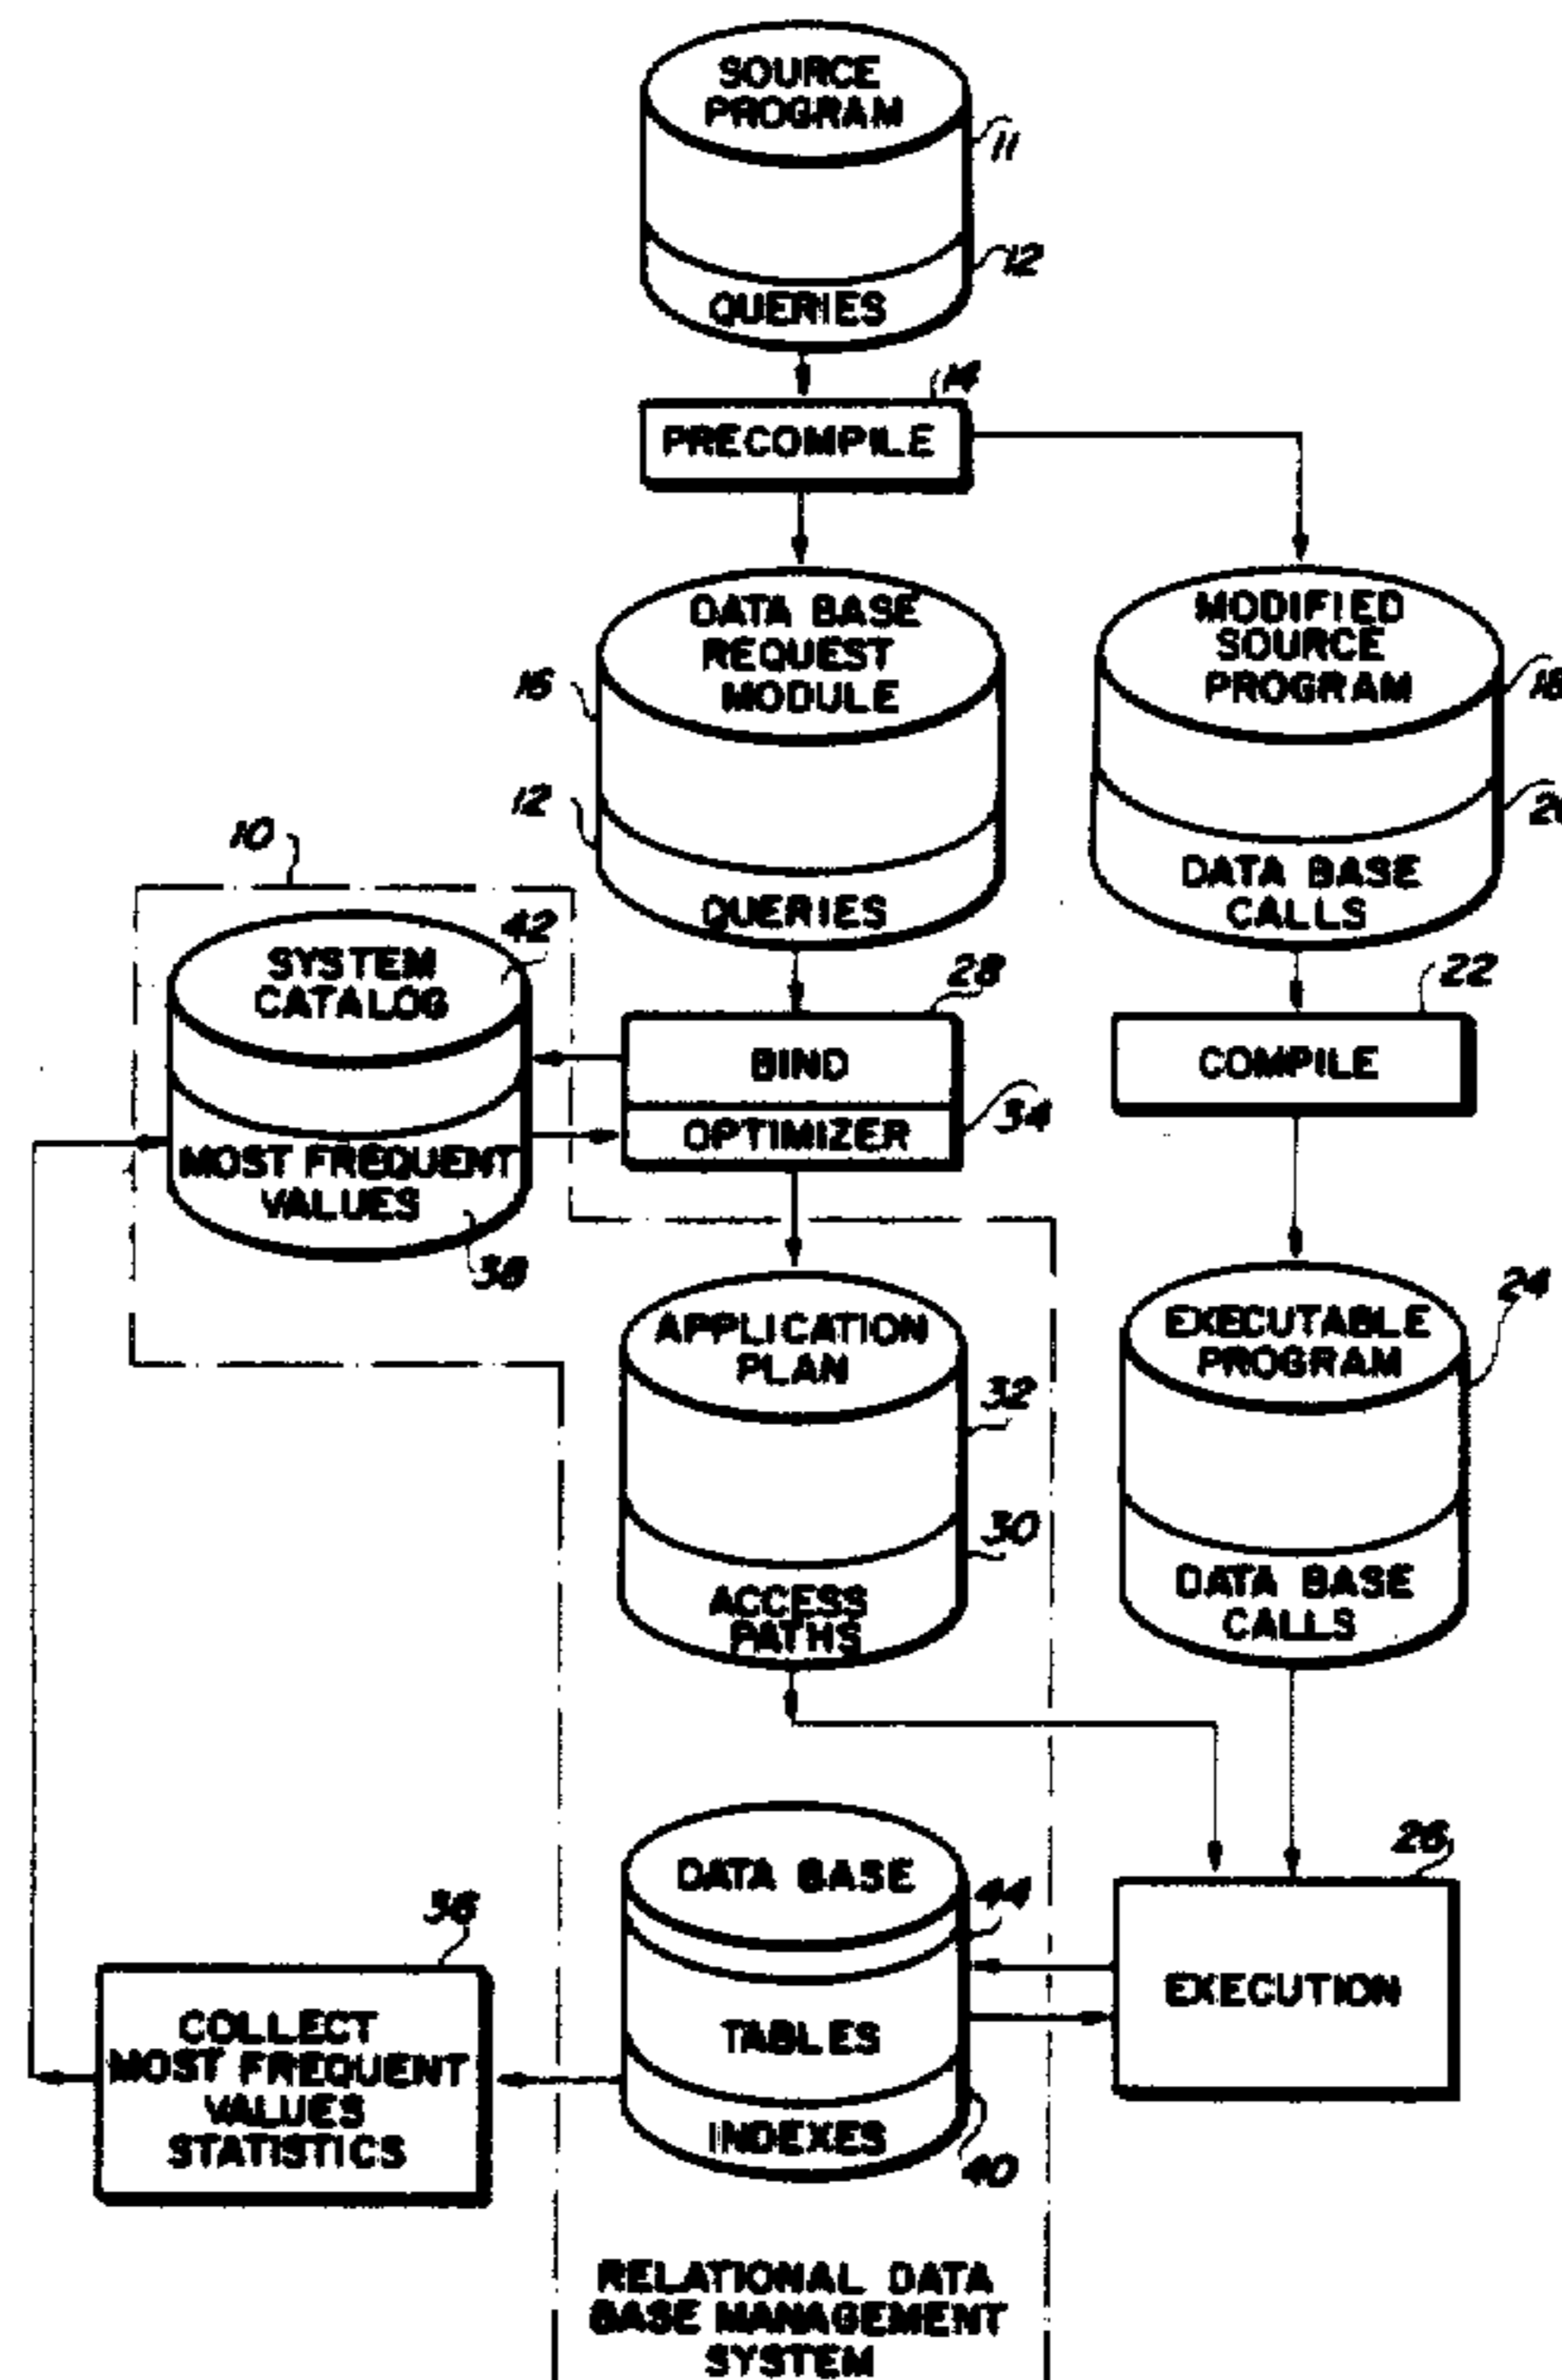 SOURCE
PROGRAM
11
12
QUERIES
14
PRECOMPILE
DATA BASE
REQUEST
MODULE
MODIFIED
SOURCE
PROGRAM
16
18
12
QUERIES
DATA BASE
CALLS
10
42
SYSTEM
CATALOG
28
22
BIND
COMPILE
OPTIMIZER
34
MOST FREQUENT
VALUES
38
24
APPLICATION
PLAN
EXECUTABLE
PROGRAM
32
30
ACCESS
PATHS
DATA BASE
CALLS
26
DATA BASE
44
36
EXECUTION
TABLES
COLLECT
MOST FREQUENT
VALUES
STATISTICS
INDEXES
40
RELATIONAL DATA
BASE MANAGEMENT
SYSTEM